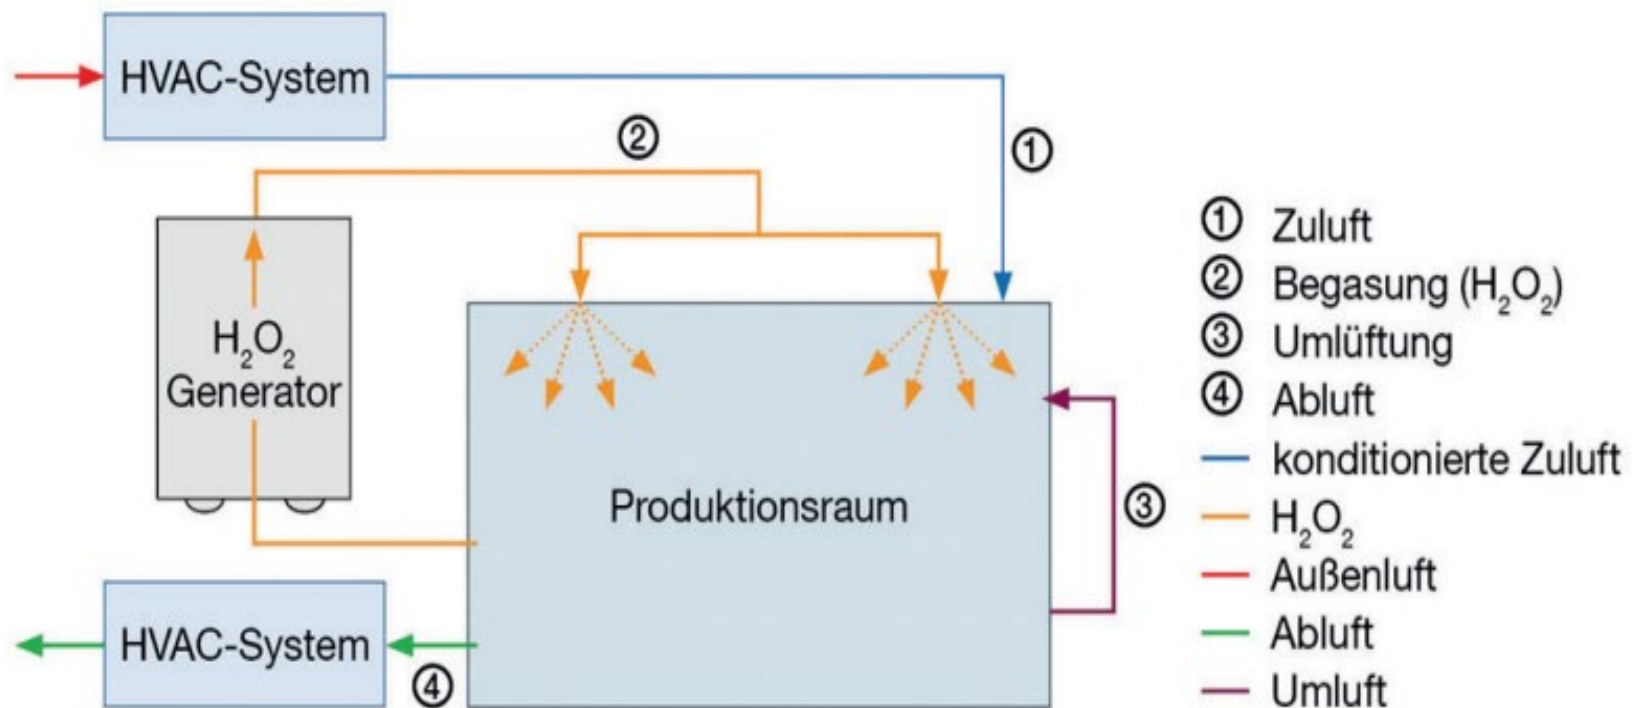 HVAC-System
②
①
H₂O₂
Generator
Produktionsraum
③
HVAC-System
④
① Zuluft
② Begasung (H₂O₂)
③ Umlüftung
④ Abluft
konditionierte Zuluft
H₂O₂
Außenluft
Abluft
Umluft